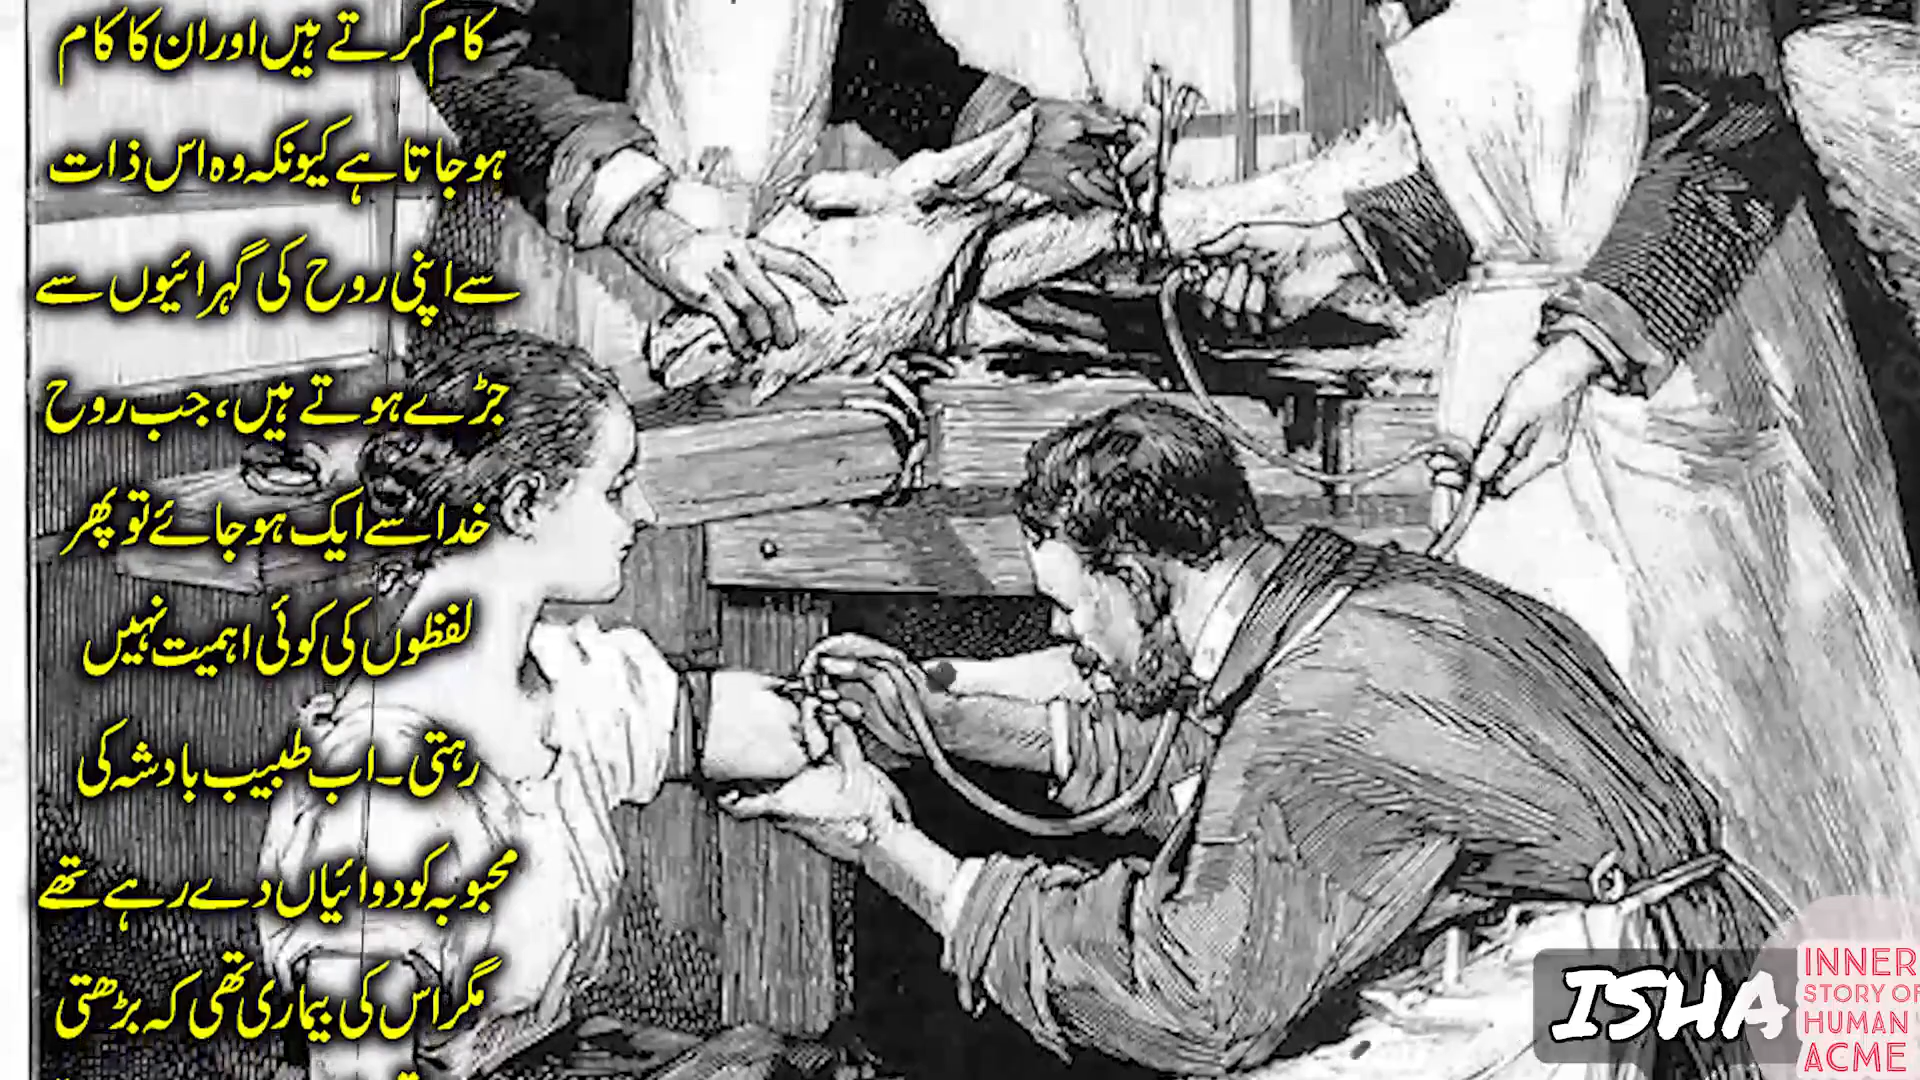 کام کرتے ہیں اور ان کا کام
ہو جاتا ہے کیونکہ وہ اس ذات
سے اپنی روح کی گہرائیوں سے
جڑے ہوتے ہیں، جب روح
خدا سے ایک ہو جائے تو پھر
لفظوں کی کوئی اہمیت نہیں
رہتی۔ اب طبیب بادشہ کی
محبوبہ کو دوائیاں دے رہے تھے
مگر اس کی بیماری تھی کہ بڑھتی
ISHA
INNER
STORY OF
HUMAN
ACME